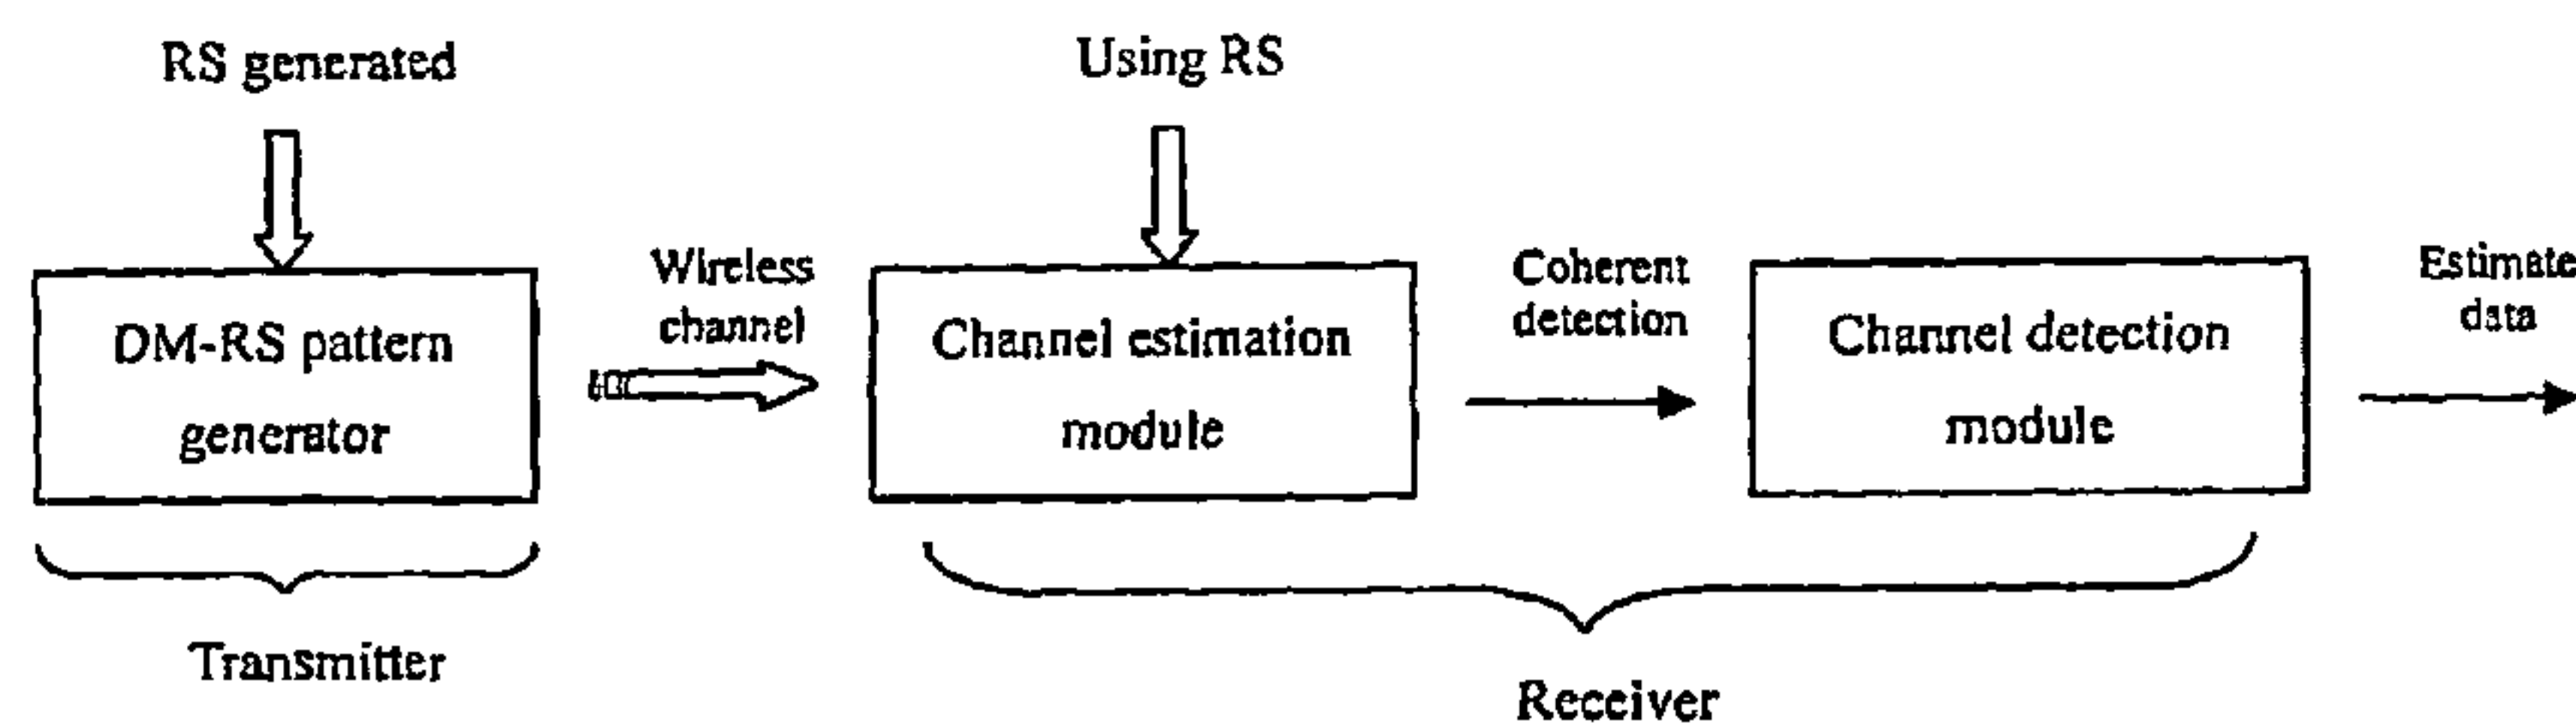 RS generated
Using RS
Wireless
channel
Coherent
detection
Estimate
data
DM-RS pattern
generator
Channel estimation
module
Channel detection
module
Transmitter
Receiver